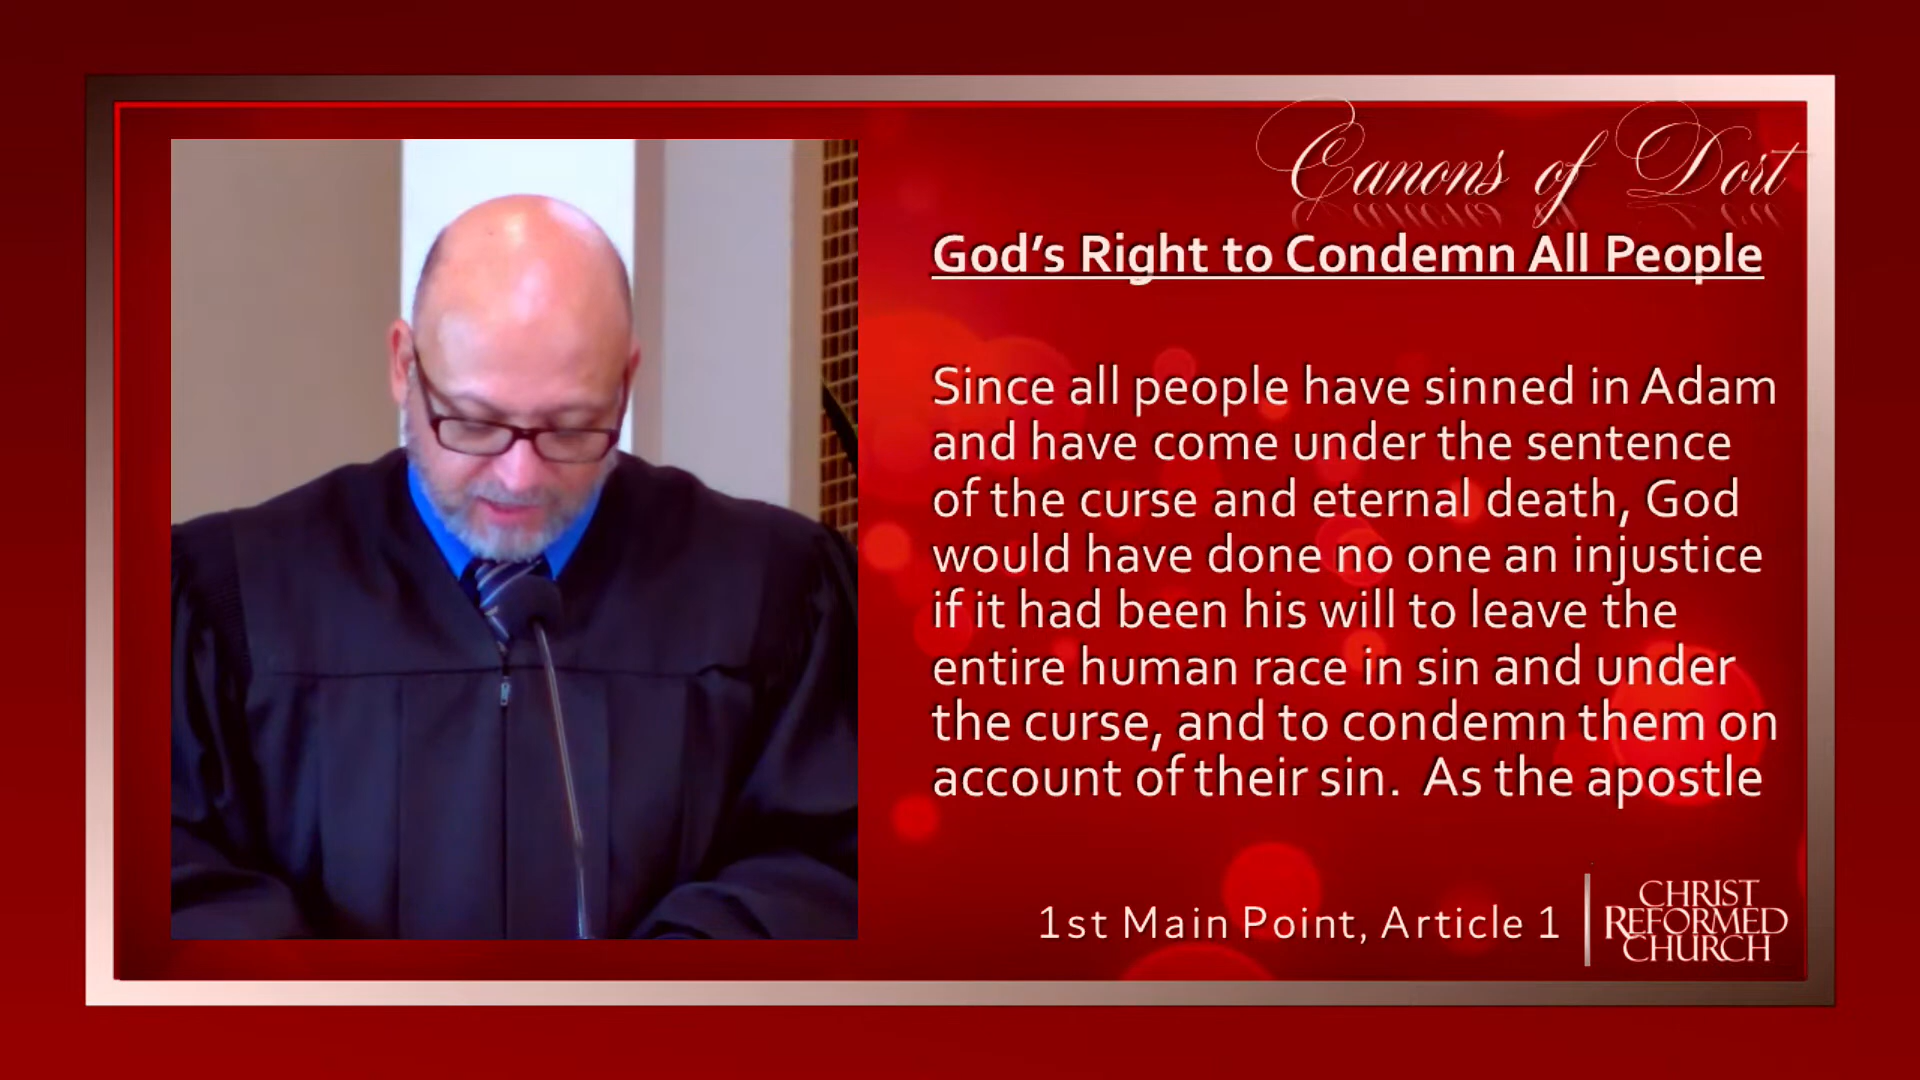 Canons of Dort
God’s Right to Condemn All People
Since all people have sinned in Adam
and have come under the sentence
of the curse and eternal death, God
would have done no one an injustice
if it had been his will to leave the
entire human race in sin and under
the curse, and to condemn them on
account of their sin.  As the apostle
1st Main Point, Article 1
CHRIST
REFORMED
CHURCH